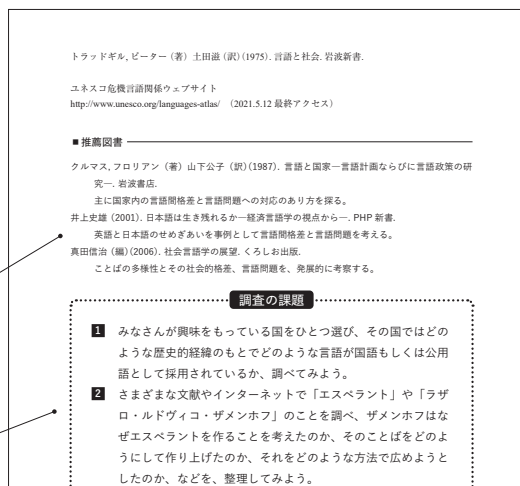 トラッドギル, ピーター (著) 土田滋 (訳)(1975). 言語と社会. 岩波新書.
ユネスコ危機言語関係ウェブサイト
http://www.unesco.org/languages-atlas/ (2021.5.12 最終アクセス)
■ 推薦図書
クルマス, フロリアン (著) 山下公子 (訳)(1987). 言語と国家―言語計画ならびに言語政策の研
究―. 岩波書店.
主に国家内の言語間格差と言語問題への対応のあり方を探る。
井上史雄 (2001). 日本語は生き残れるか―経済言語学の視点から―. PHP 新書.
英語と日本語のせめぎあいを事例として言語間格差と言語問題を考える。
真田信治 (編)(2006). 社会言語学の展望. くろしお出版.
ことばの多様性とその社会的格差、言語問題を、発展的に考察する。
調査の課題
1 みなさんが興味をもっている国をひとつ選び、その国ではどの
ような歴史的経緯のもとでどのような言語が国語もしくは公用
語として採用されているか、調べてみよう。
2 さまざまな文献やインターネットで「エスペラント」や「ラザ
ロ・ルドヴィコ・ザメンホフ」のことを調べ、ザメンホフはな
ぜエスペラントを作ることを考えたのか、そのことばをどのよ
うにして作り上げたのか、それをどのような方法で広めようと
したのか、などを、整理してみよう。